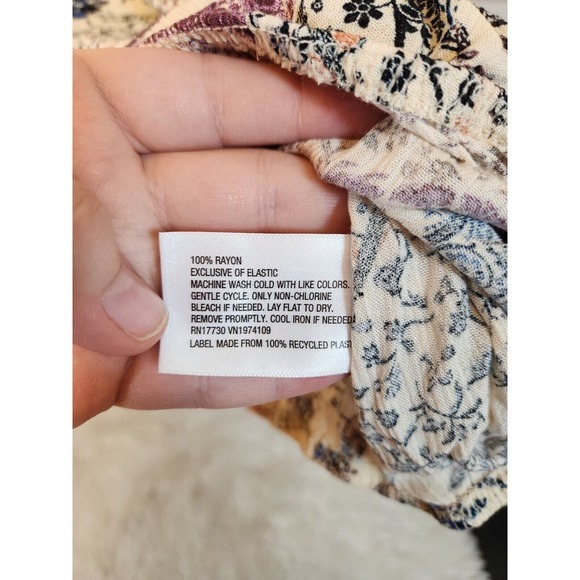 100% RAYON
EXCLUSIVE OF ELASTIC
MACHINE WASH COLD WITH LIKE COLORS.
GENTLE CYCLE. ONLY NON-CHLORINE
BLEACH IF NEEDED. LAY FLAT TO DRY.
REMOVE PROMPTLY. COOL IRON IF NEEDED
RN17730 VN1974109
LABEL MADE FROM 100% RECYCLED PLAS